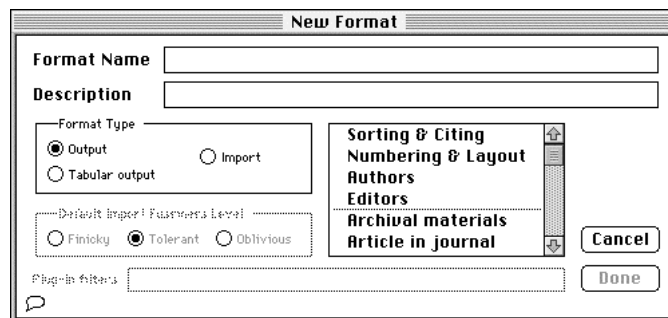 New Format
Format Name
Description
Format Type
Output
Import
Tabular output
Sorting & Citing
Numbering & Layout
Authors
Editors
Archival materials
Article in journal
Default Import Fussiness Level
Finicky Tolerant Oblivious
Plug-in filters
Cancel
Done